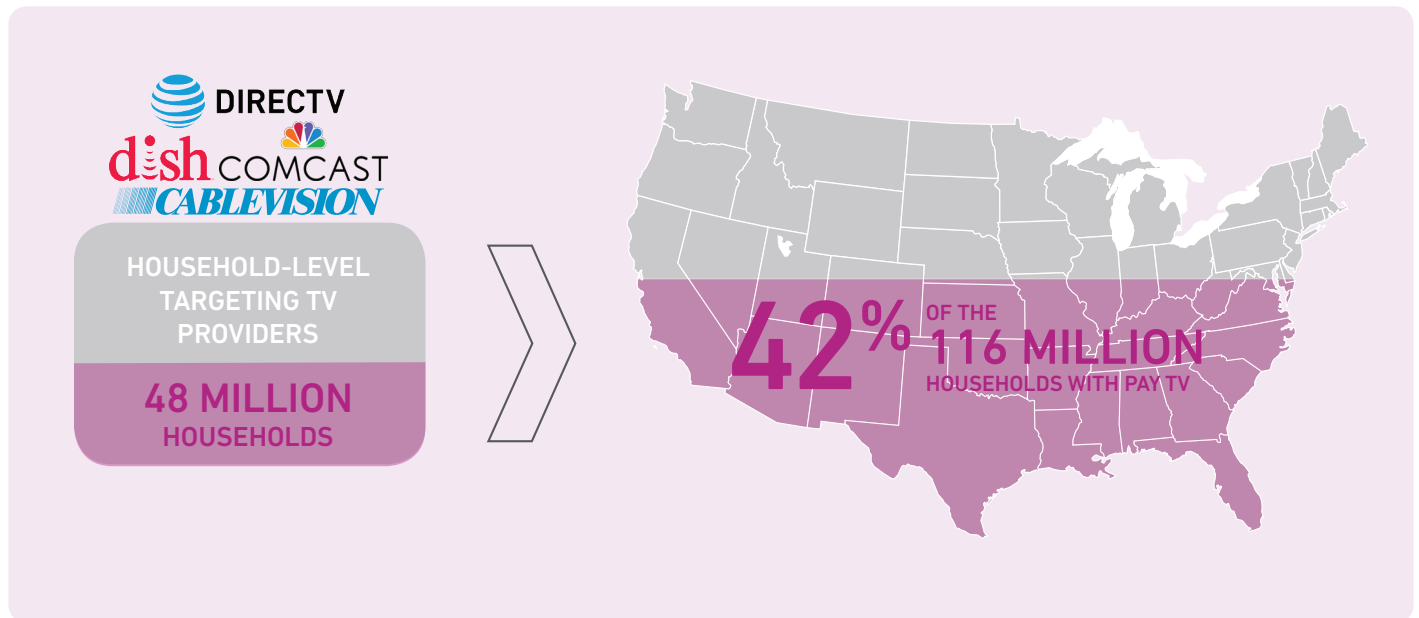 DIRECTV
dish
COMCAST
CABLEVISION
HOUSEHOLD-LEVEL
TARGETING TV
PROVIDERS
48 MILLION
HOUSEHOLDS
42%
OF THE
116 MILLION
HOUSEHOLDS WITH PAY TV